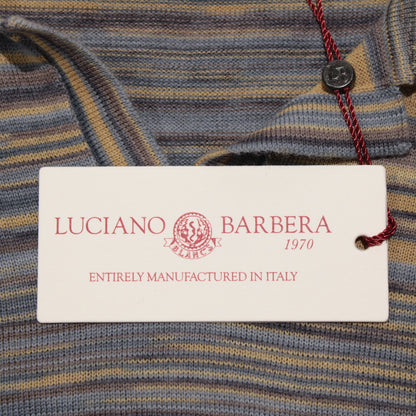 LUCIANO BARBERA
1970
ENTIRELY MANUFACTURED IN ITALY